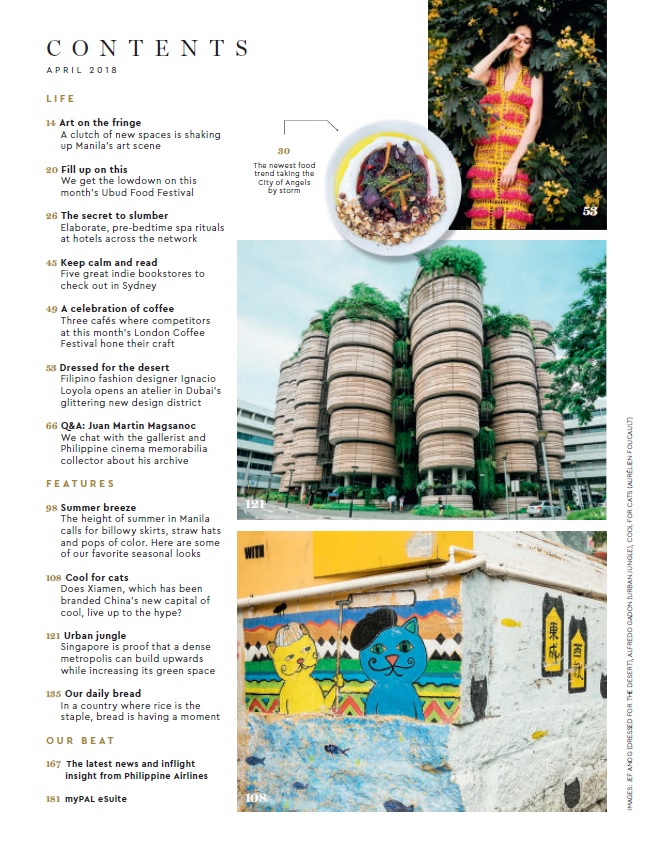 CONTENTS
APRIL 2018
LIFE
14 Art on the fringe
A clutch of new spaces is shaking
up Manila's art scene
20 Fill up on this
We get the lowdown on this
month's Ubud Food Festival
26 The secret to slumber
Elaborate, pre-bedtime spa rituals
at hotels across the network
45 Keep calm and read
Five great indie bookstores to
check out in Sydney
49 A celebration of coffee
Three cafés where competitors
at this month's London Coffee
Festival hone their craft
53 Dressed for the desert
Filipino fashion designer Ignacio
Loyola opens an atelier in Dubai's
glittering new design district
66 Q&A: Juan Martin Magsanoc
We chat with the gallerist and
Philippine cinema memorabilia
collector about his archive
FEATURES
98 Summer breeze
The height of summer in Manila
calls for billowy skirts, straw hats
and pops of color. Here are some
of our favorite seasonal looks
108 Cool for cats
Does Xiamen, which has been
branded China's new capital of
cool, live up to the hype?
121 Urban jungle
Singapore is proof that a dense
metropolis can build upwards
while increasing its green space
135 Our daily bread
In a country where rice is the
staple, bread is having a moment
OUR BEAT
167 The latest news and inflight
insight from Philippine Airlines
181 myPAL eSuite
30
The newest food
trend taking the
City of Angels
by storm
53
121
WITH
東成
108
IMAGES: JEF ANOG (DRESSED FOR THE DESERT), ALFREDO GADON (URBAN JUNGLE), COOL FOR CATS (AURÉLIEN FOUCAULT)